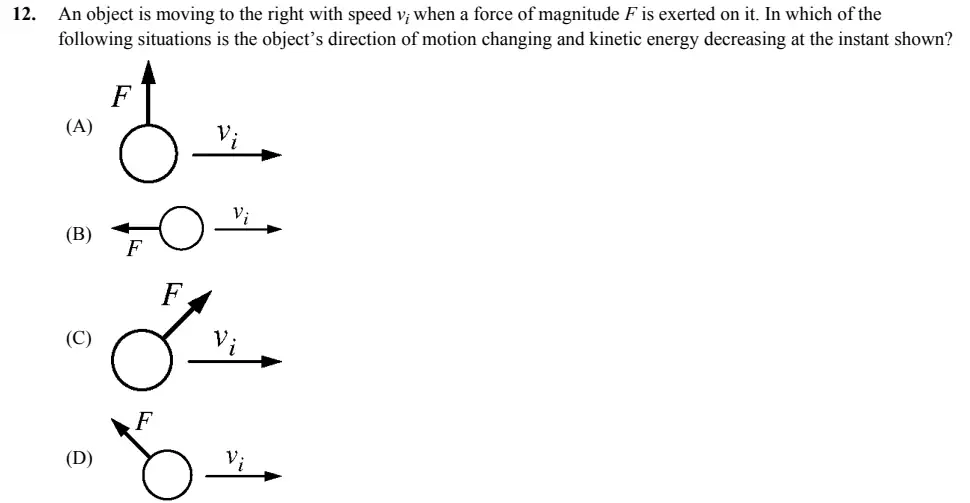 12. An object is moving to the right with speed vᵢ when a force of magnitude F is exerted on it. In which of the
following situations is the object's direction of motion changing and kinetic energy decreasing at the instant shown?
F
(A)
vᵢ
(B)
vᵢ
F
F
(C)
vᵢ
F
(D)
vᵢ